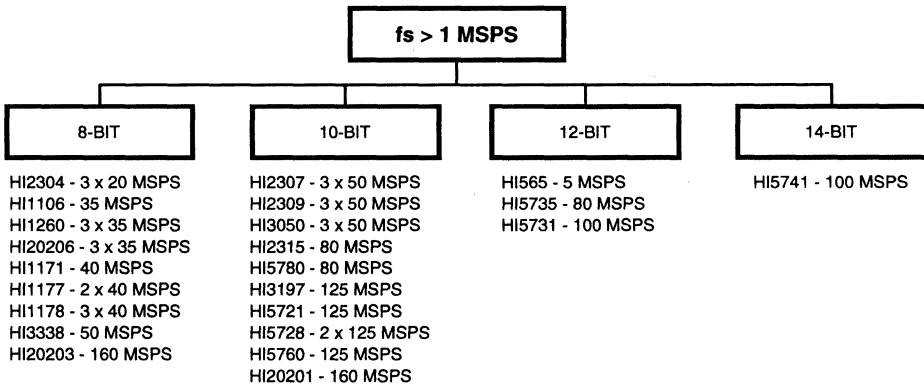 fs > 1 MSPS
8-BIT
HI2304 - 3 x 20 MSPS
HI1106 - 35 MSPS
HI1260 - 3 x 35 MSPS
HI20206 - 3 x 35 MSPS
HI1171 - 40 MSPS
HI1177 - 2 x 40 MSPS
HI1178 - 3 x 40 MSPS
HI3338 - 50 MSPS
HI20203 - 160 MSPS
10-BIT
HI2307 - 3 x 50 MSPS
HI2309 - 3 x 50 MSPS
HI3050 - 3 x 50 MSPS
HI2315 - 80 MSPS
HI5780 - 80 MSPS
HI3197 - 125 MSPS
HI5721 - 125 MSPS
HI5728 - 2 x 125 MSPS
HI5760 - 125 MSPS
HI20201 - 160 MSPS
12-BIT
HI565 - 5 MSPS
HI5735 - 80 MSPS
HI5731 - 100 MSPS
14-BIT
HI5741 - 100 MSPS